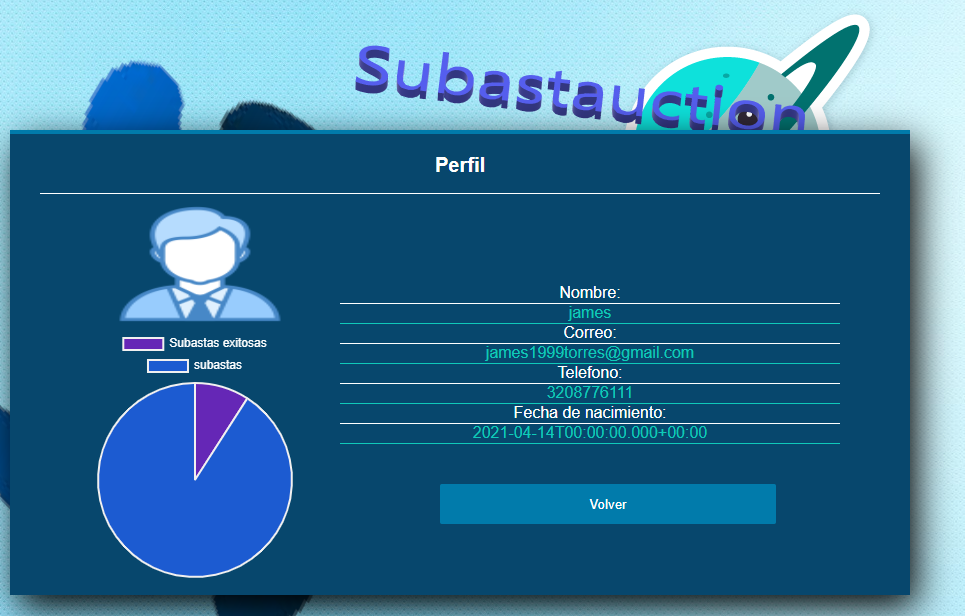 Subastauction
Perfil
Subastas exitosas
subastas
Nombre:
james
Correo:
james1999torres@gmail.com
Telefono:
3208776111
Fecha de nacimiento:
2021-04-14T00:00:00.000+00:00
Volver